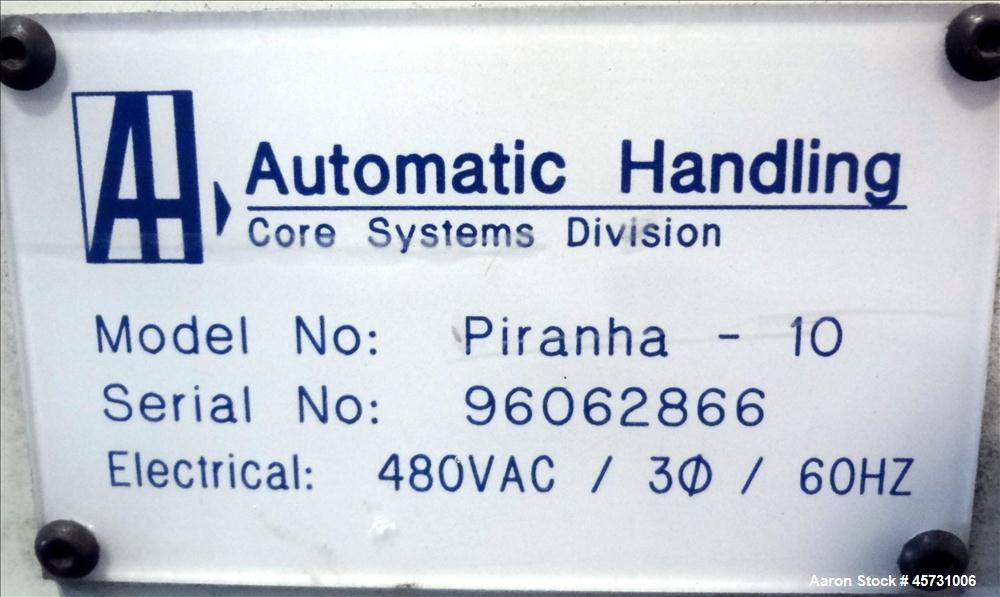 AH
Automatic Handling
Core Systems Division
Model No: Piranha - 10
Serial No: 96062866
Electrical: 480VAC / 3Φ / 60HZ
Aaron Stock # 45731006